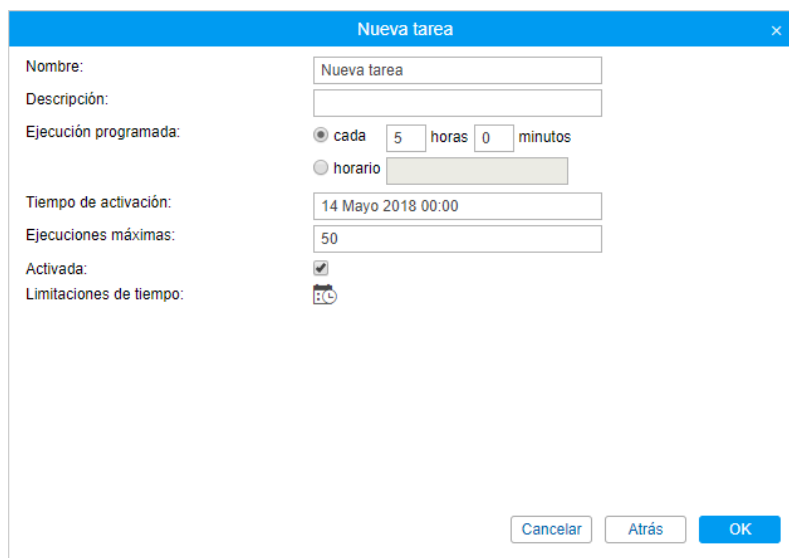 Nueva tarea ×
Nombre: Nueva tarea
Descripción:
Ejecución programada: cada 5 horas 0 minutos
horario
Tiempo de activación: 14 Mayo 2018 00:00
Ejecuciones máximas: 50
Activada:
Limitaciones de tiempo:
Cancelar Atrás OK